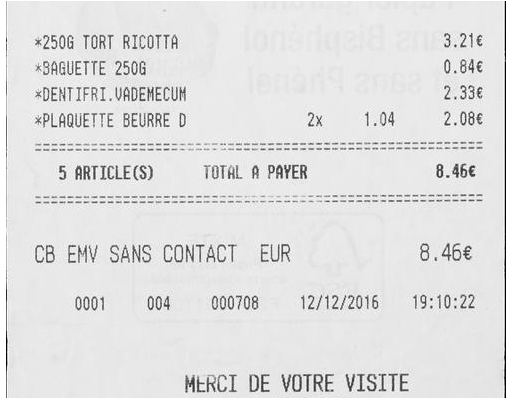 *250G TORT RICOTTA 3.21€
*BAGUETTE 250G 0.84€
*DENTIFRI.VADEMECUM 2.33€
*PLAQUETTE BEURRE D 2x 1.04 2.08€
5 ARTICLE(S) TOTAL A PAYER 8.46€
CB EMV SANS CONTACT EUR 8.46€
0001 004 000708 12/12/2016 19:10:22
MERCI DE VOTRE VISITE